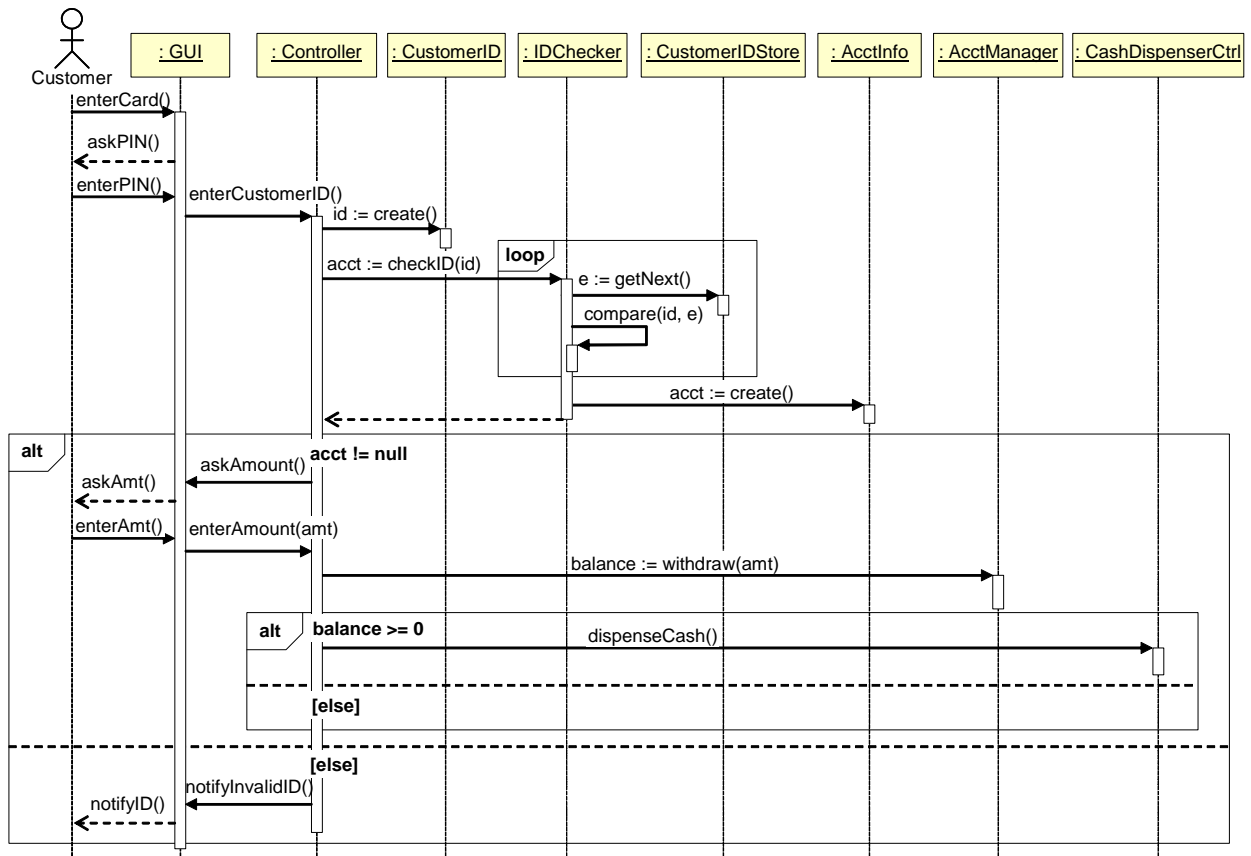 : GUI
: Controller
: CustomerID
: IDChecker
: CustomerIDStore
: AcctInfo
: AcctManager
: CashDispenserCtrl
Customer
enterCard()
askPIN()
enterPIN()
enterCustomerID()
id := create()
loop
acct := checkID(id)
e := getNext()
compare(id, e)
acct := create()
alt
acct != null
askAmount()
askAmt()
enterAmt()
enterAmount(amt)
balance := withdraw(amt)
alt
balance >= 0
dispenseCash()
[else]
[else]
notifyInvalidID()
notifyID()